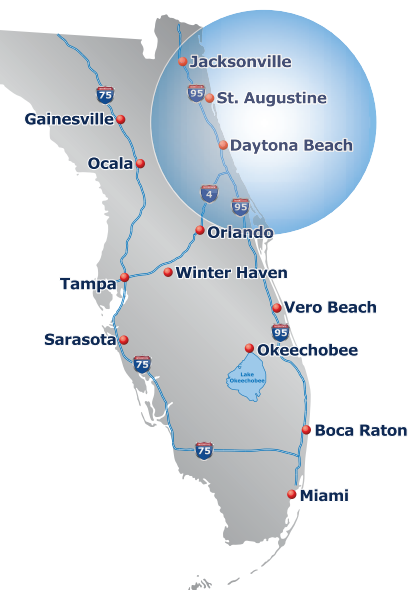 Jacksonville
75
95
St. Augustine
Gainesville
Daytona Beach
Ocala
4
95
Orlando
Winter Haven
Tampa
Vero Beach
95
Sarasota
Okeechobee
75
Lake
Okeechobee
Boca Raton
75
Miami